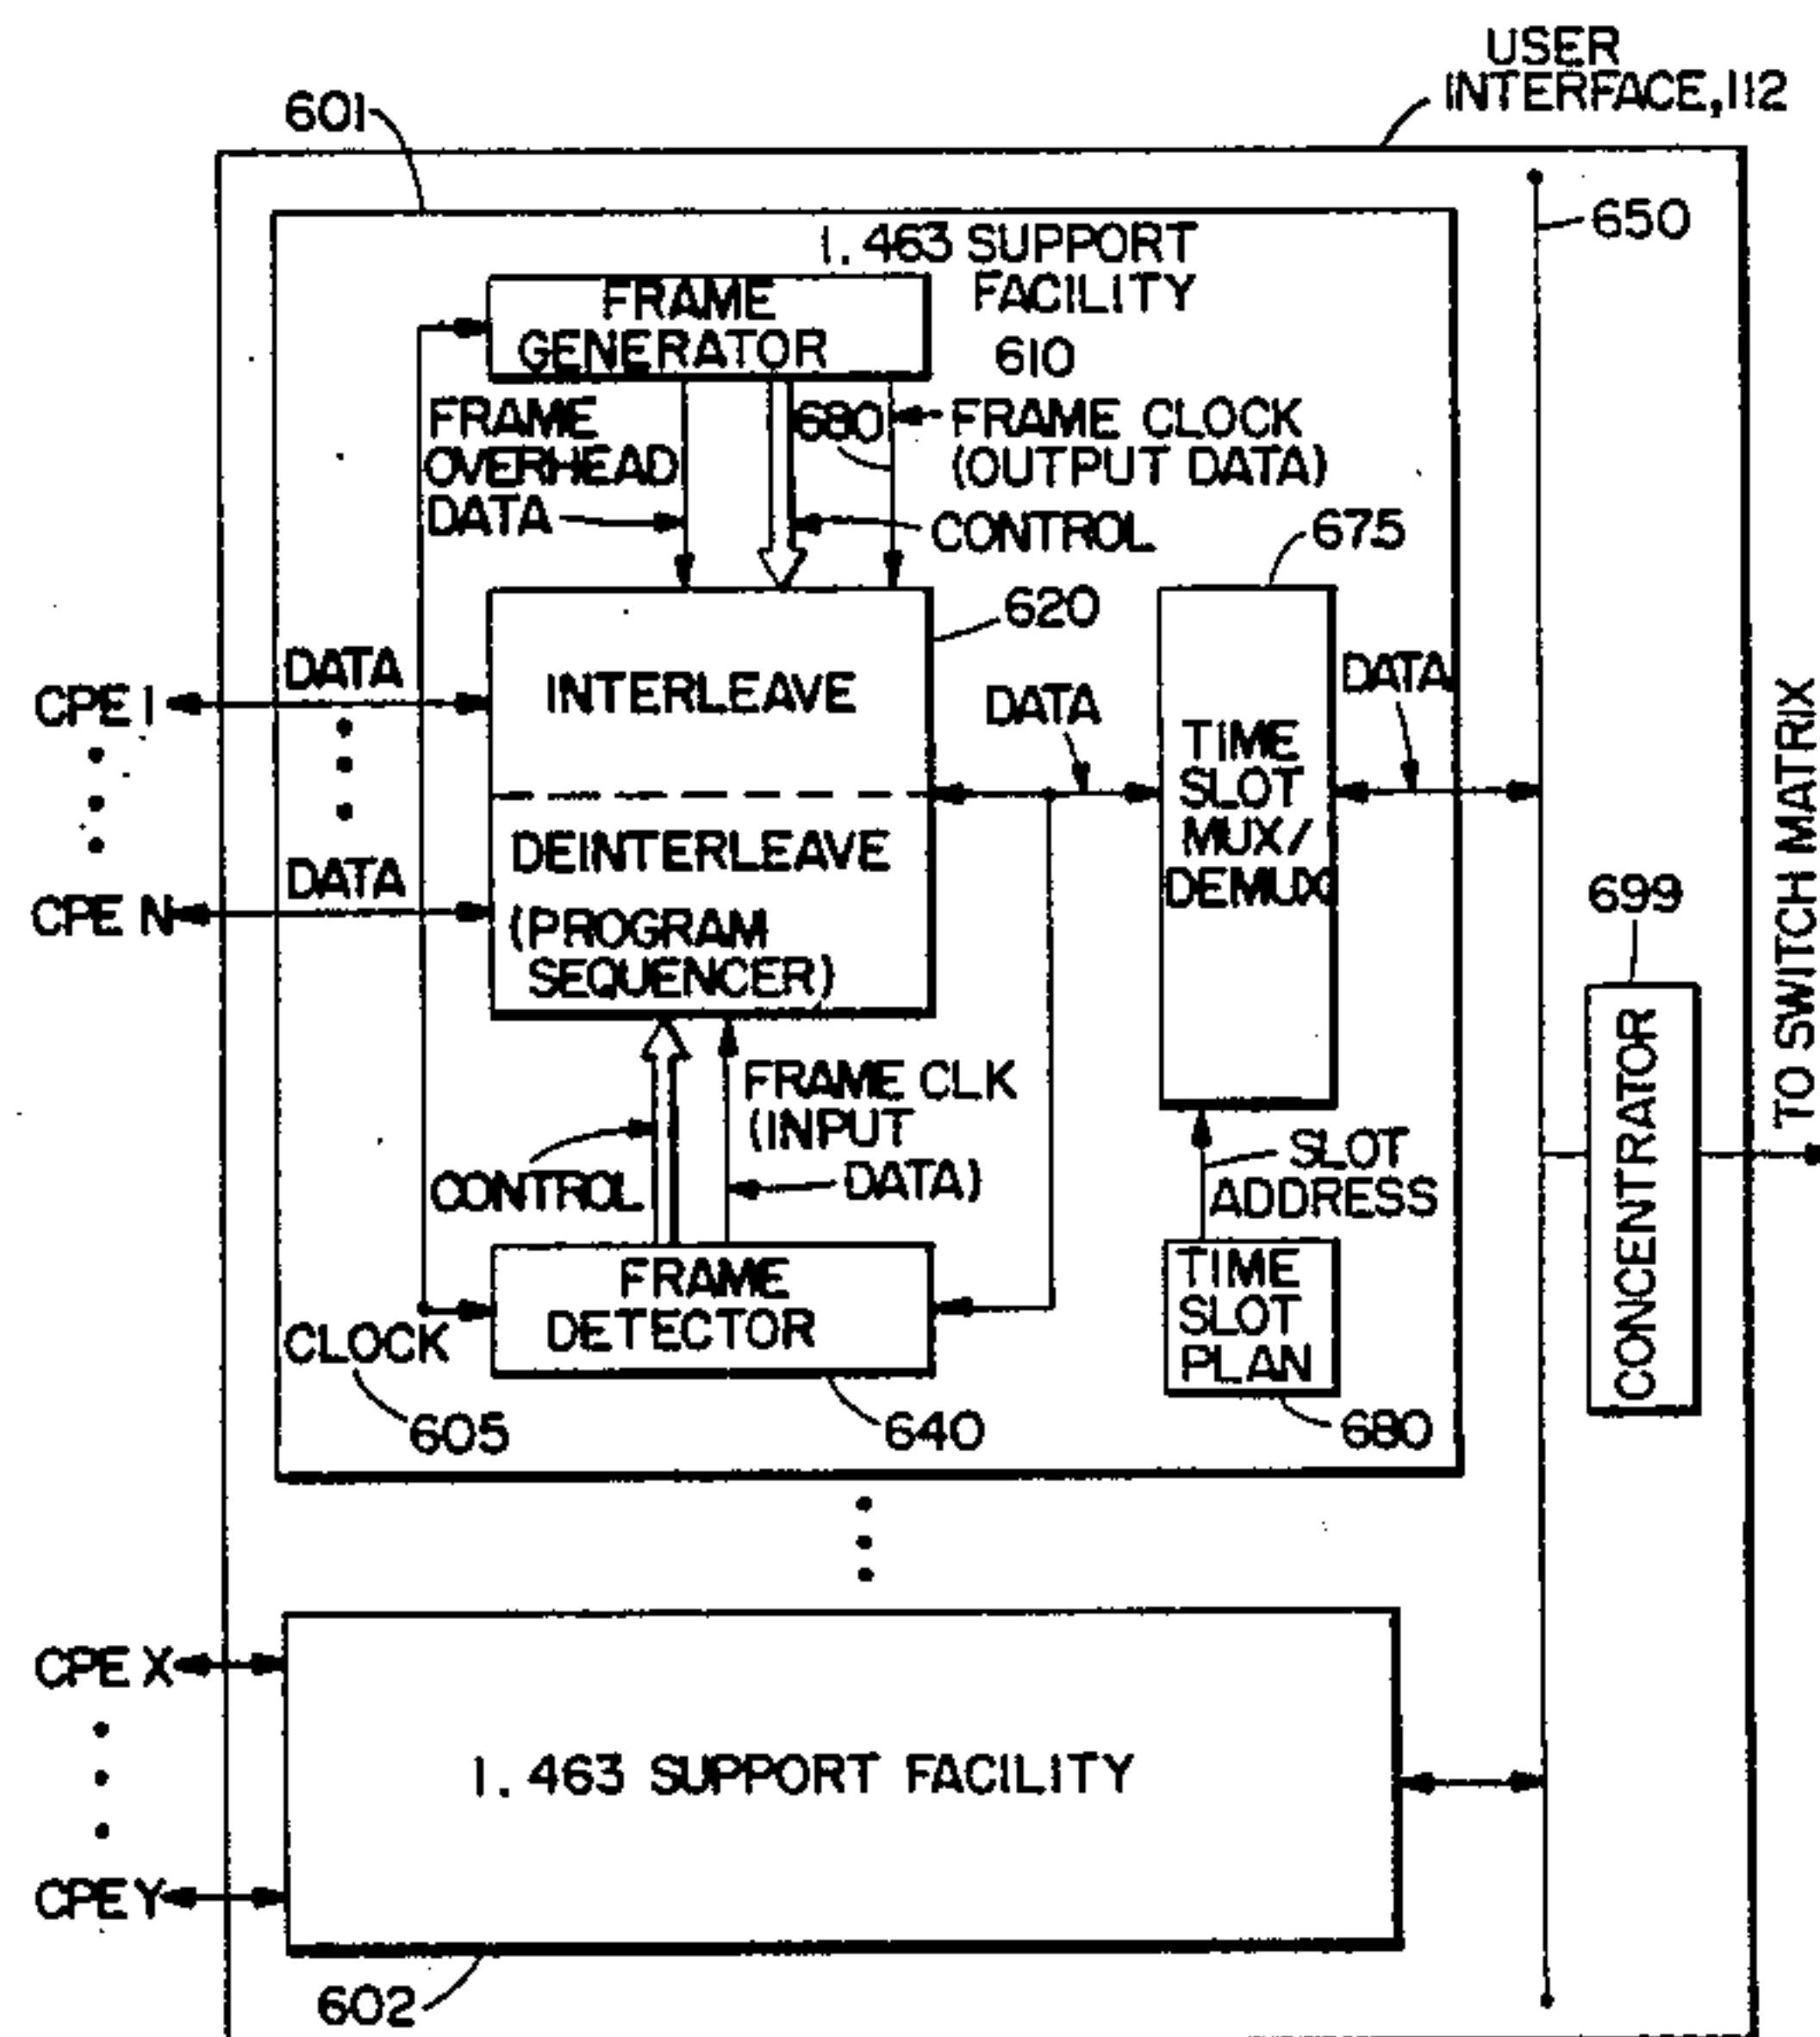 USER
INTERFACE, 112
601
650
1.463 SUPPORT
FACILITY
FRAME
GENERATOR
610
FRAME
OVERHEAD
DATA
680
FRAME CLOCK
(OUTPUT DATA)
CONTROL
675
620
DATA
CPE 1
INTERLEAVE
DATA
DATA
TIME
SLOT
MUX/
DEMUX
DEINTERLEAVE
DATA
CPE N
(PROGRAM
SEQUENCER)
699
TO SWITCH MATRIX
CONCENTRATOR
FRAME CLK
(INPUT
DATA)
CONTROL
SLOT
ADDRESS
FRAME
DETECTOR
TIME
SLOT
PLAN
CLOCK
605
640
680
CPE X
1.463 SUPPORT FACILITY
CPE Y
602